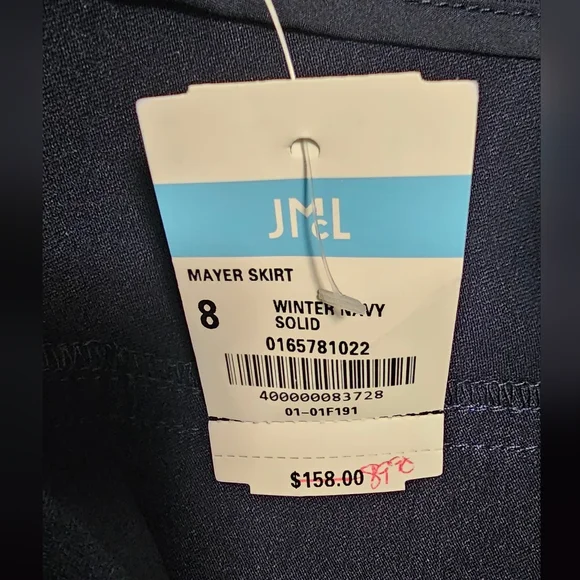 JMcL
MAYER SKIRT
8
WINTER NAVY
SOLID
0165781022
400000083728
01-01F191
$158.00